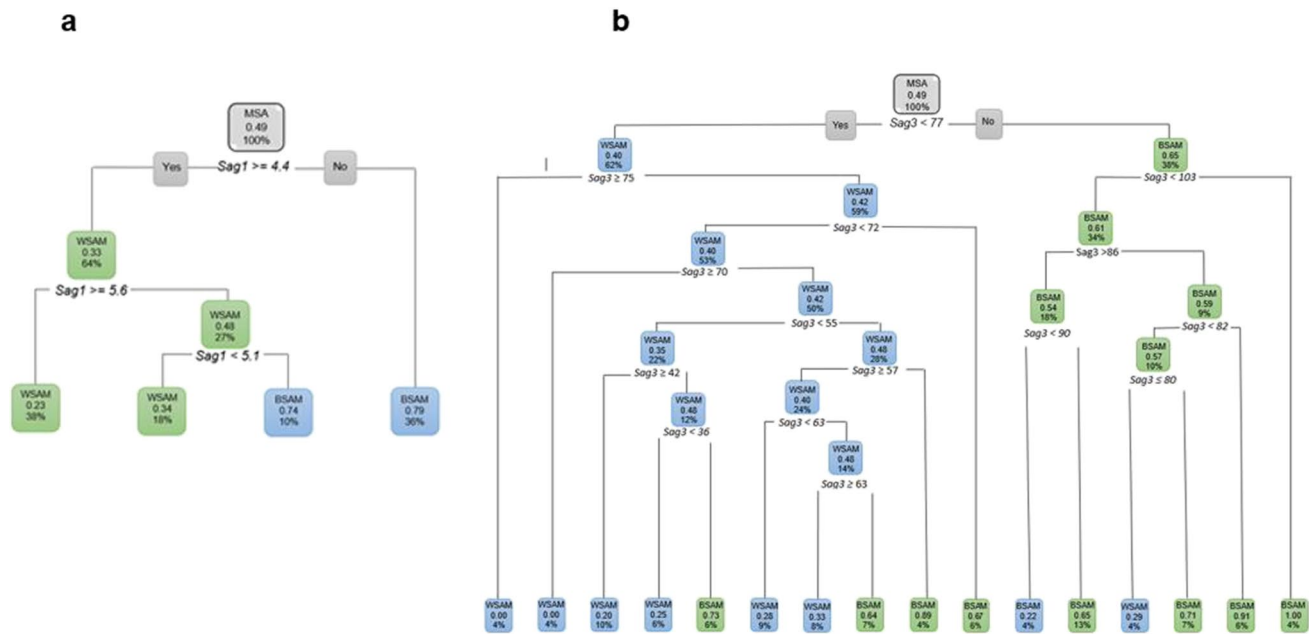 a
MSA
0.49
100%
Yes
Sag1 >= 4.4
No
WSAM
0.33
64%
Sag1 >= 5.6
WSAM
0.48
27%
Sag1 < 5.1
WSAM
0.23
38%
WSAM
0.34
18%
BSAM
0.74
10%
BSAM
0.79
36%
b
MSA
0.49
100%
Yes
Sag3 < 77
No
WSAM
0.40
62%
Sag3 ≥ 75
BSAM
0.65
38%
Sag3 < 103
WSAM
0.42
59%
Sag3 < 72
BSAM
0.61
34%
Sag3 >86
WSAM
0.40
53%
Sag3 ≥ 70
WSAM
0.42
50%
Sag3 < 55
BSAM
0.54
18%
Sag3 < 90
BSAM
0.59
9%
Sag3 < 82
WSAM
0.35
22%
Sag3 ≥ 42
WSAM
0.48
28%
Sag3 ≥ 57
BSAM
0.57
10%
Sag3 ≤ 80
WSAM
0.48
12%
Sag3 < 36
WSAM
0.40
24%
Sag3 < 63
WSAM
0.48
14%
Sag3 ≥ 63
WSAM
0.00
4%
WSAM
0.00
4%
WSAM
0.20
10%
WSAM
0.25
6%
BSAM
0.73
6%
WSAM
0.28
9%
WSAM
0.33
8%
BSAM
0.64
7%
BSAM
0.89
4%
BSAM
0.67
6%
BSAM
0.22
4%
BSAM
0.65
13%
WSAM
0.29
4%
BSAM
0.71
7%
BSAM
0.91
6%
BSAM
1.00
4%